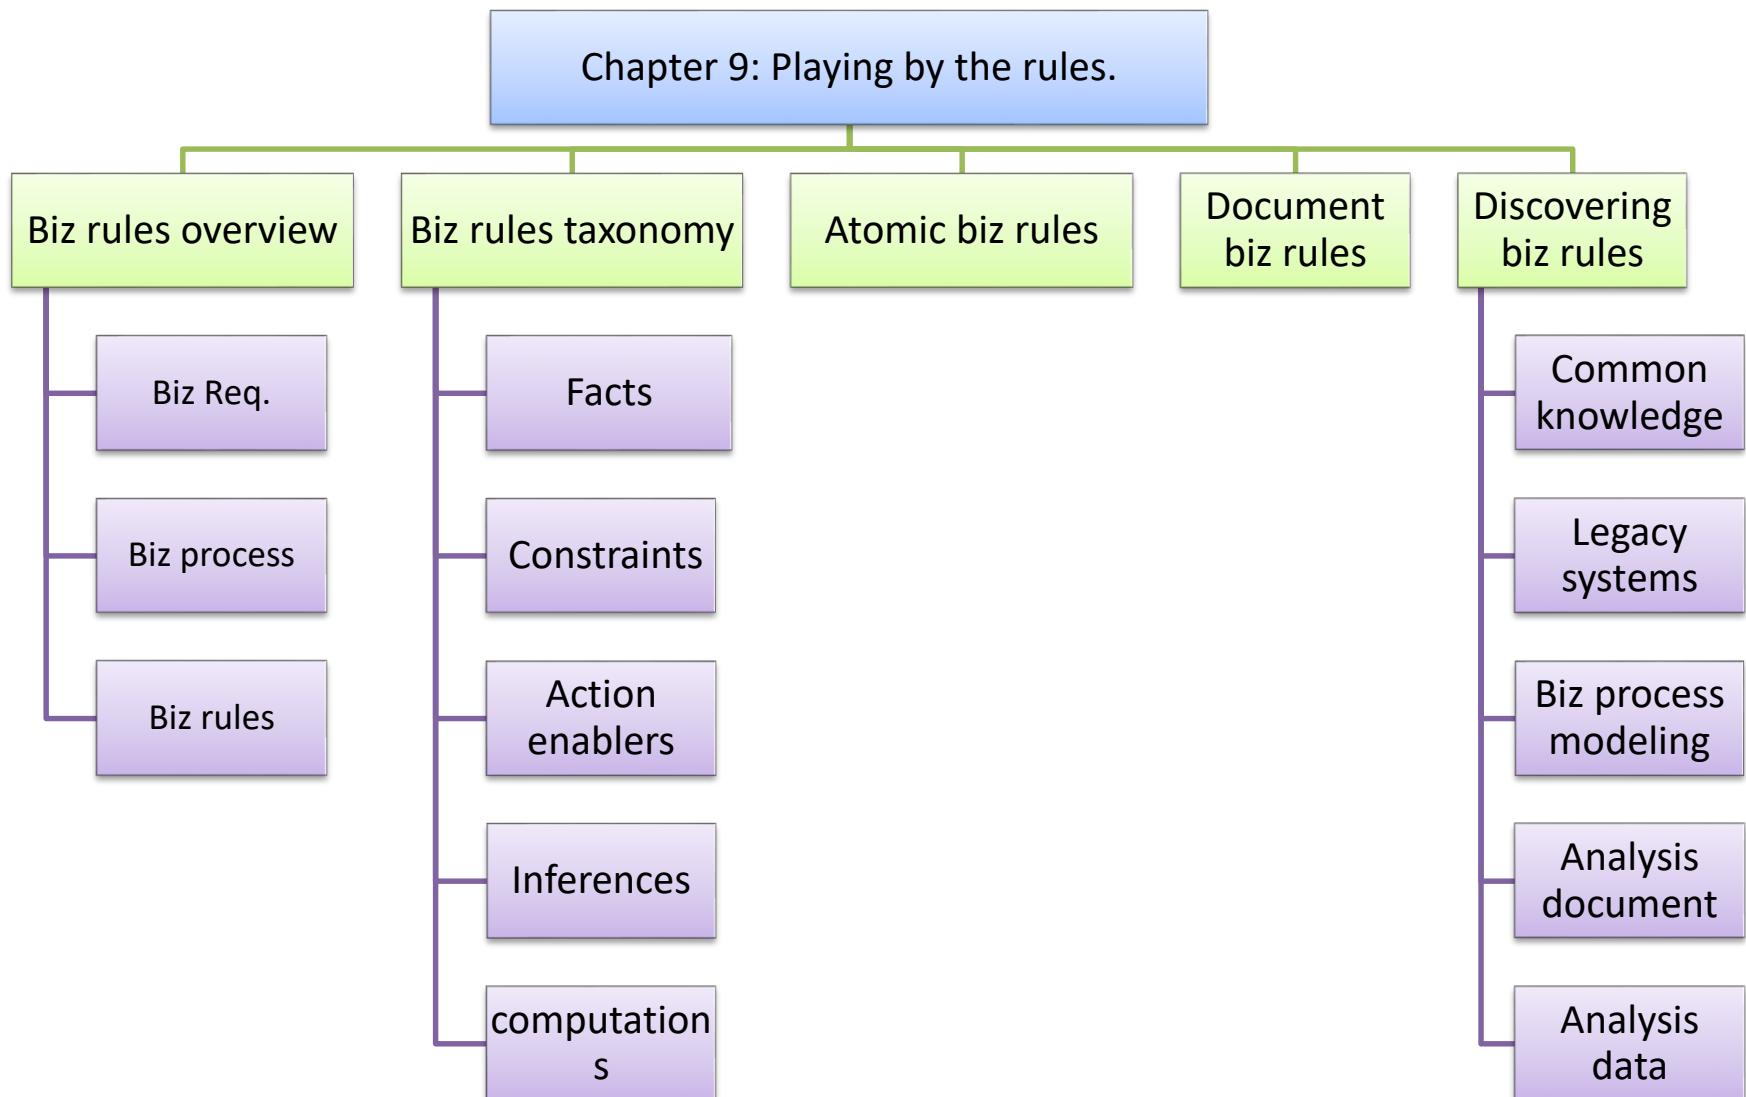 Chapter 9: Playing by the rules.
Biz rules overview
Biz Req.
Biz process
Biz rules
Biz rules taxonomy
Facts
Constraints
Action
enablers
Inferences
computation
s
Atomic biz rules
Document
biz rules
Discovering
biz rules
Common
knowledge
Legacy
systems
Biz process
modeling
Analysis
document
Analysis
data